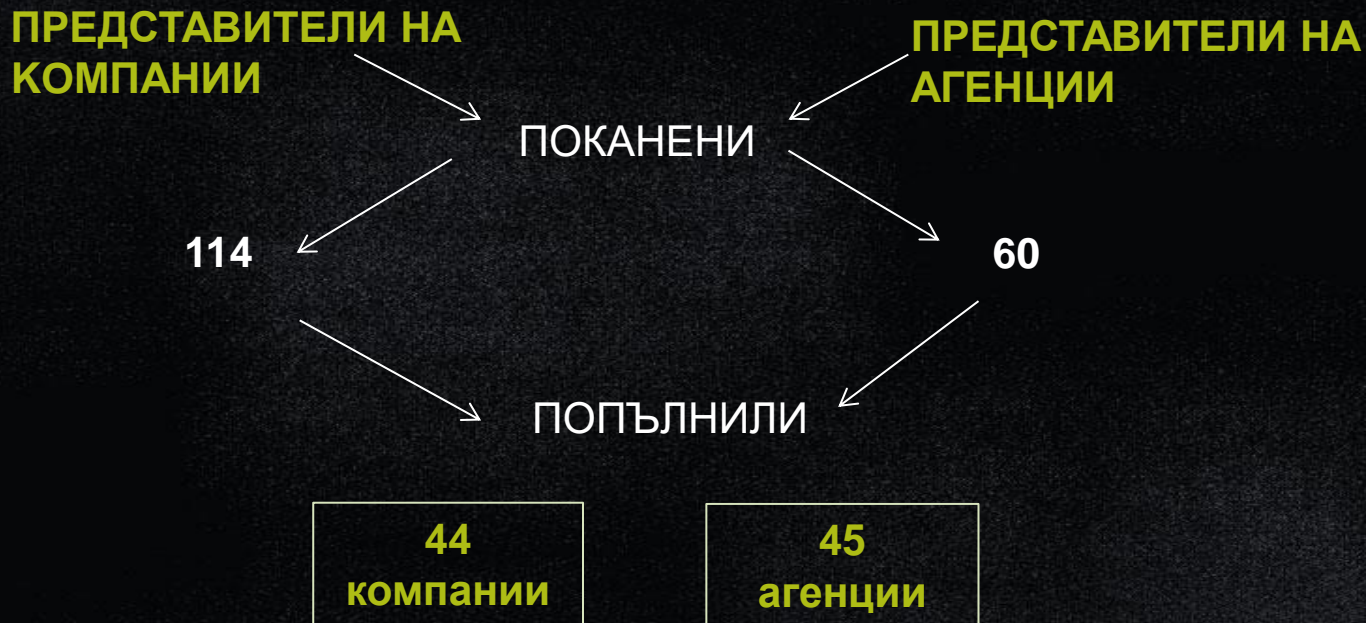 ПРЕДСТАВИТЕЛИ НА
КОМПАНИИ
ПРЕДСТАВИТЕЛИ НА
АГЕНЦИИ
ПОКАНЕНИ
114
60
ПОПЪЛНИЛИ
44
компании
45
агенции